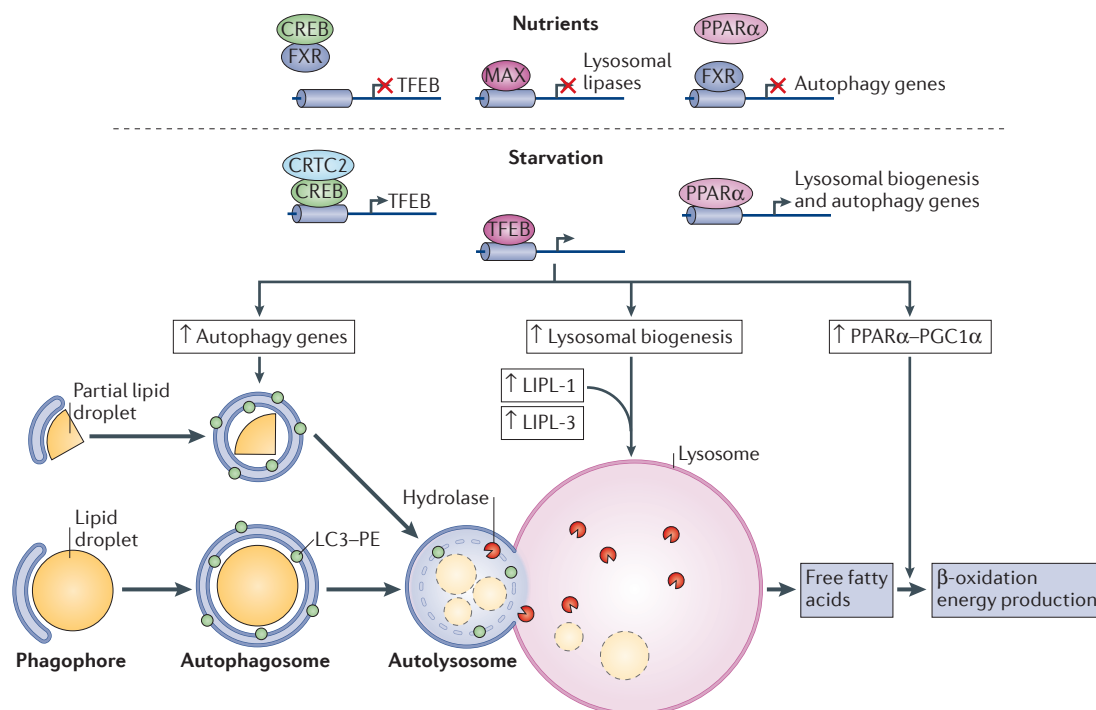 Nutrients
CREB
FXR
TFEB
MAX
Lysosomal
lipases
PPARα
FXR
Autophagy genes
Starvation
CRTC2
CREB
TFEB
TFEB
PPARα
Lysosomal biogenesis
and autophagy genes
↑ Autophagy genes
↑ Lysosomal biogenesis
↑ PPARα–PGC1α
Partial lipid
droplet
↑ LIPL-1
↑ LIPL-3
Lysosome
Hydrolase
Lipid
droplet
LC3–PE
Free fatty
acids
β-oxidation
energy production
Phagophore
Autophagosome
Autolysosome